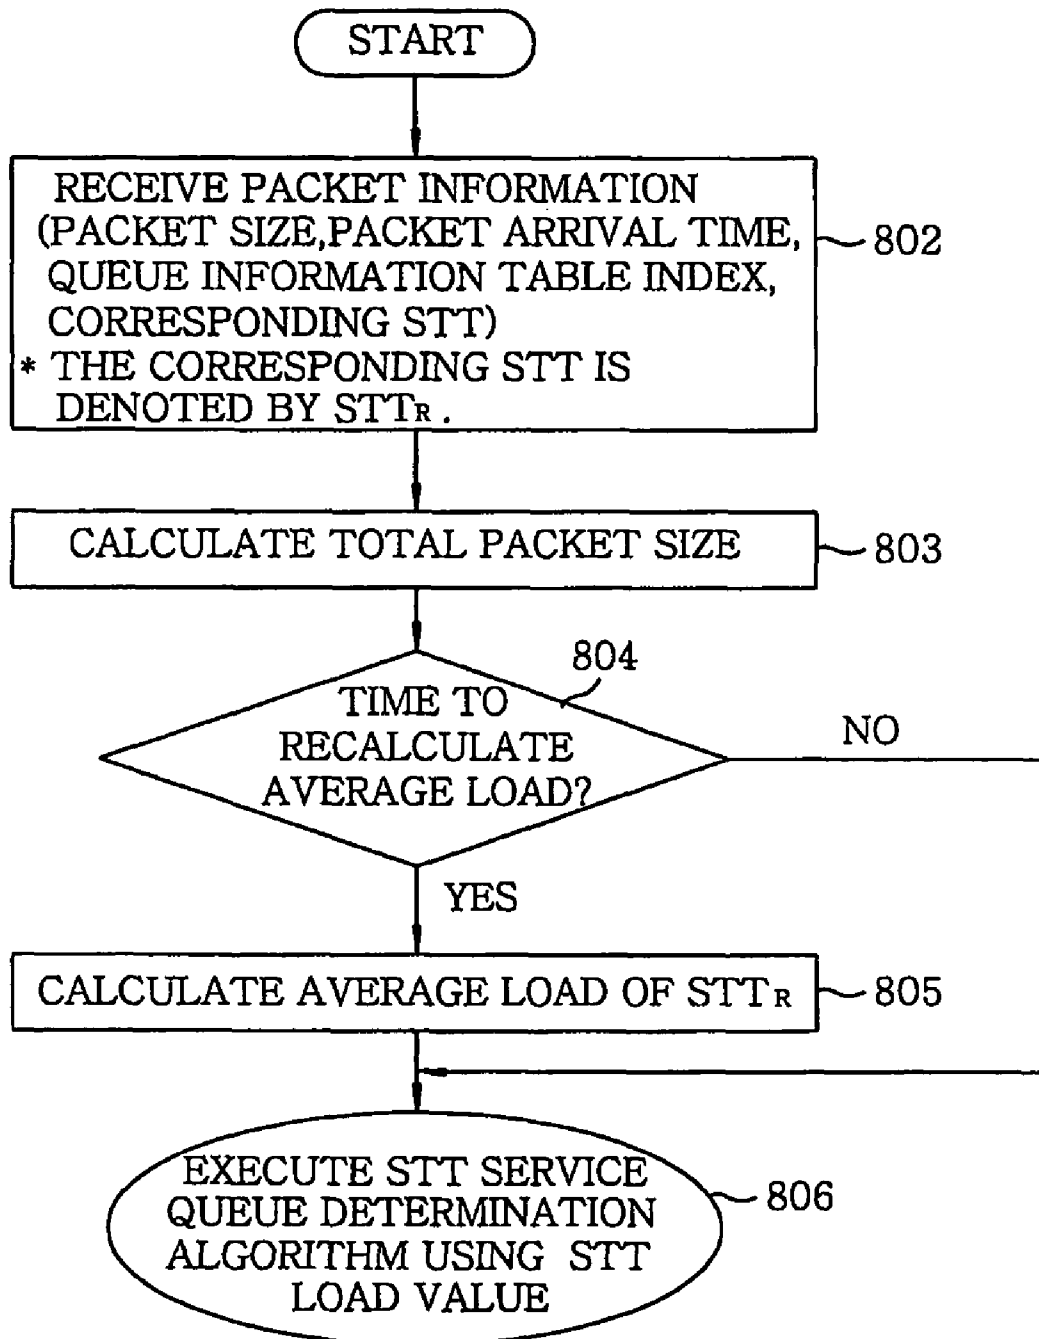 START
RECEIVE PACKET INFORMATION
(PACKET SIZE,PACKET ARRIVAL TIME,
QUEUE INFORMATION TABLE INDEX,
CORRESPONDING STT)
* THE CORRESPONDING STT IS
DENOTED BY STTR.
802
CALCULATE TOTAL PACKET SIZE
803
804
TIME TO
RECALCULATE
AVERAGE LOAD?
NO
YES
CALCULATE AVERAGE LOAD OF STTR
805
EXECUTE STT SERVICE
QUEUE DETERMINATION
ALGORITHM USING STT
LOAD VALUE
806